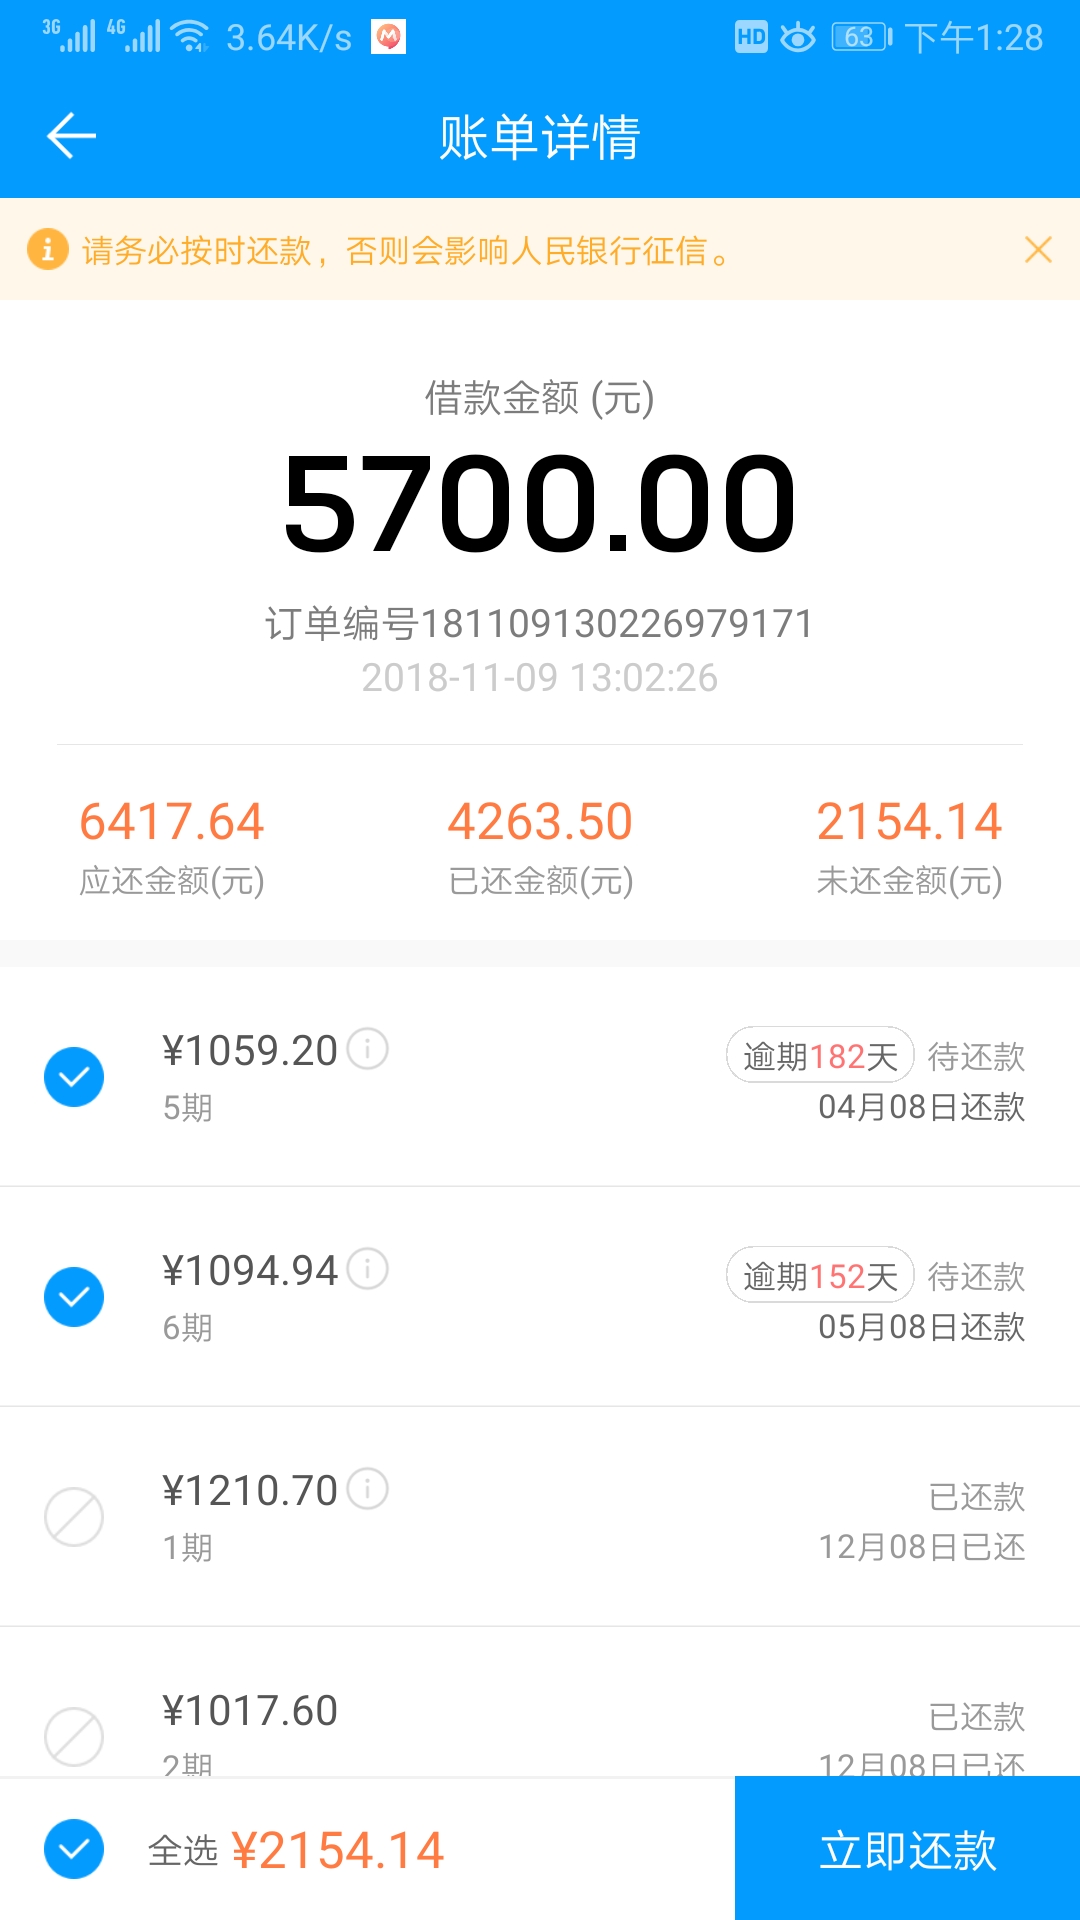 3G 4G 3.64K/s HD 63 下午1:28
账单详情
请务必按时还款，否则会影响人民银行征信。
借款金额 (元)
5700.00
订单编号181109130226979171
2018-11-09 13:02:26
6417.64 4263.50 2154.14
应还金额(元) 已还金额(元) 未还金额(元)
¥1059.20 逾期182天 待还款
5期 04月08日还款
¥1094.94 逾期152天 待还款
6期 05月08日还款
¥1210.70 已还款
1期 12月08日已还
¥1017.60 已还款
2期 12月08日已还
全选 ¥2154.14 立即还款